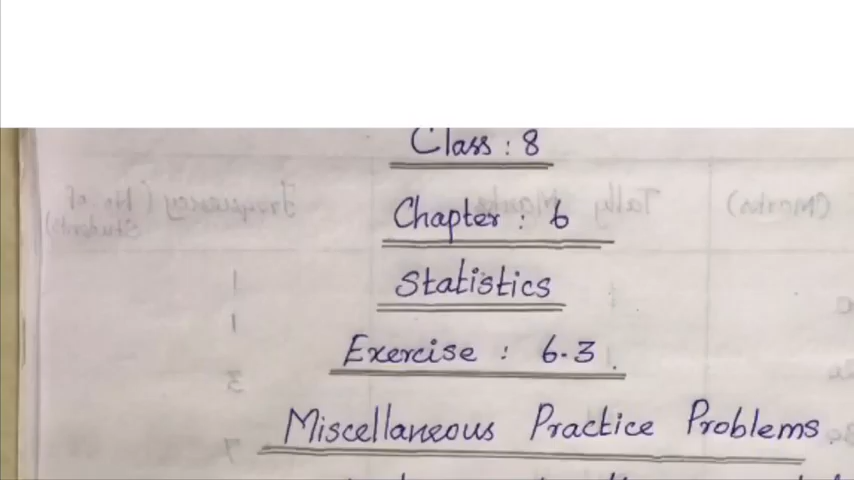 Class : 8
Chapter : 6
Statistics
Exercise : 6.3.
Miscellaneous Practice Problems.